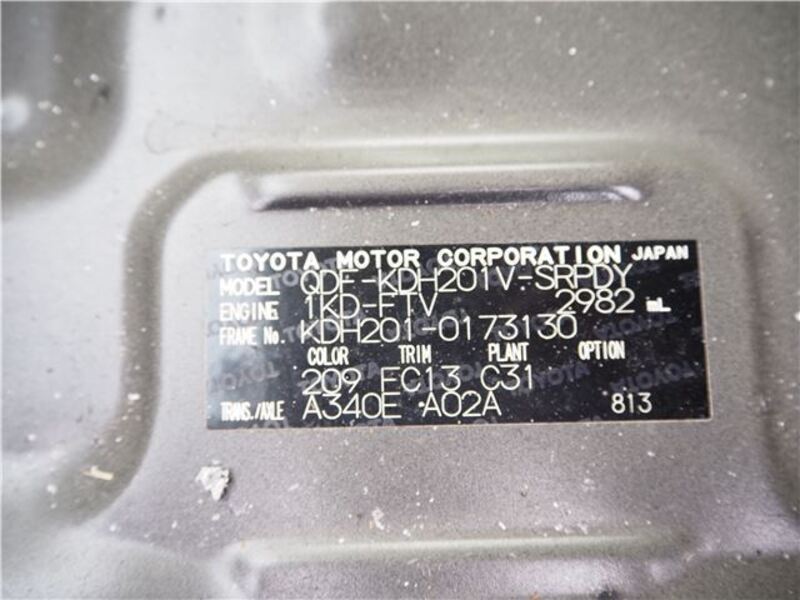 TOYOTA MOTOR CORPORATION JAPAN
MODEL QDF-KDH201V-SRPDY
ENGINE 1KD-FTV 2982 mL
FRAME No. KDH201-0173130
COLOR TRIM PLANT OPTION
209 EC13 C31
TRANS./AXLE A340E A02A 813